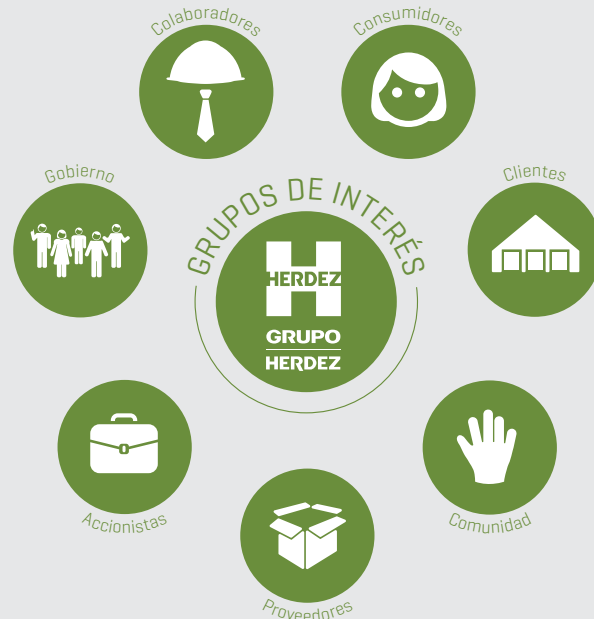 Colaboradores
Consumidores
Gobierno
Clientes
GRUPOS DE INTERÉS
HERDEZ
GRUPO
HERDEZ
Accionistas
Comunidad
Proveedores